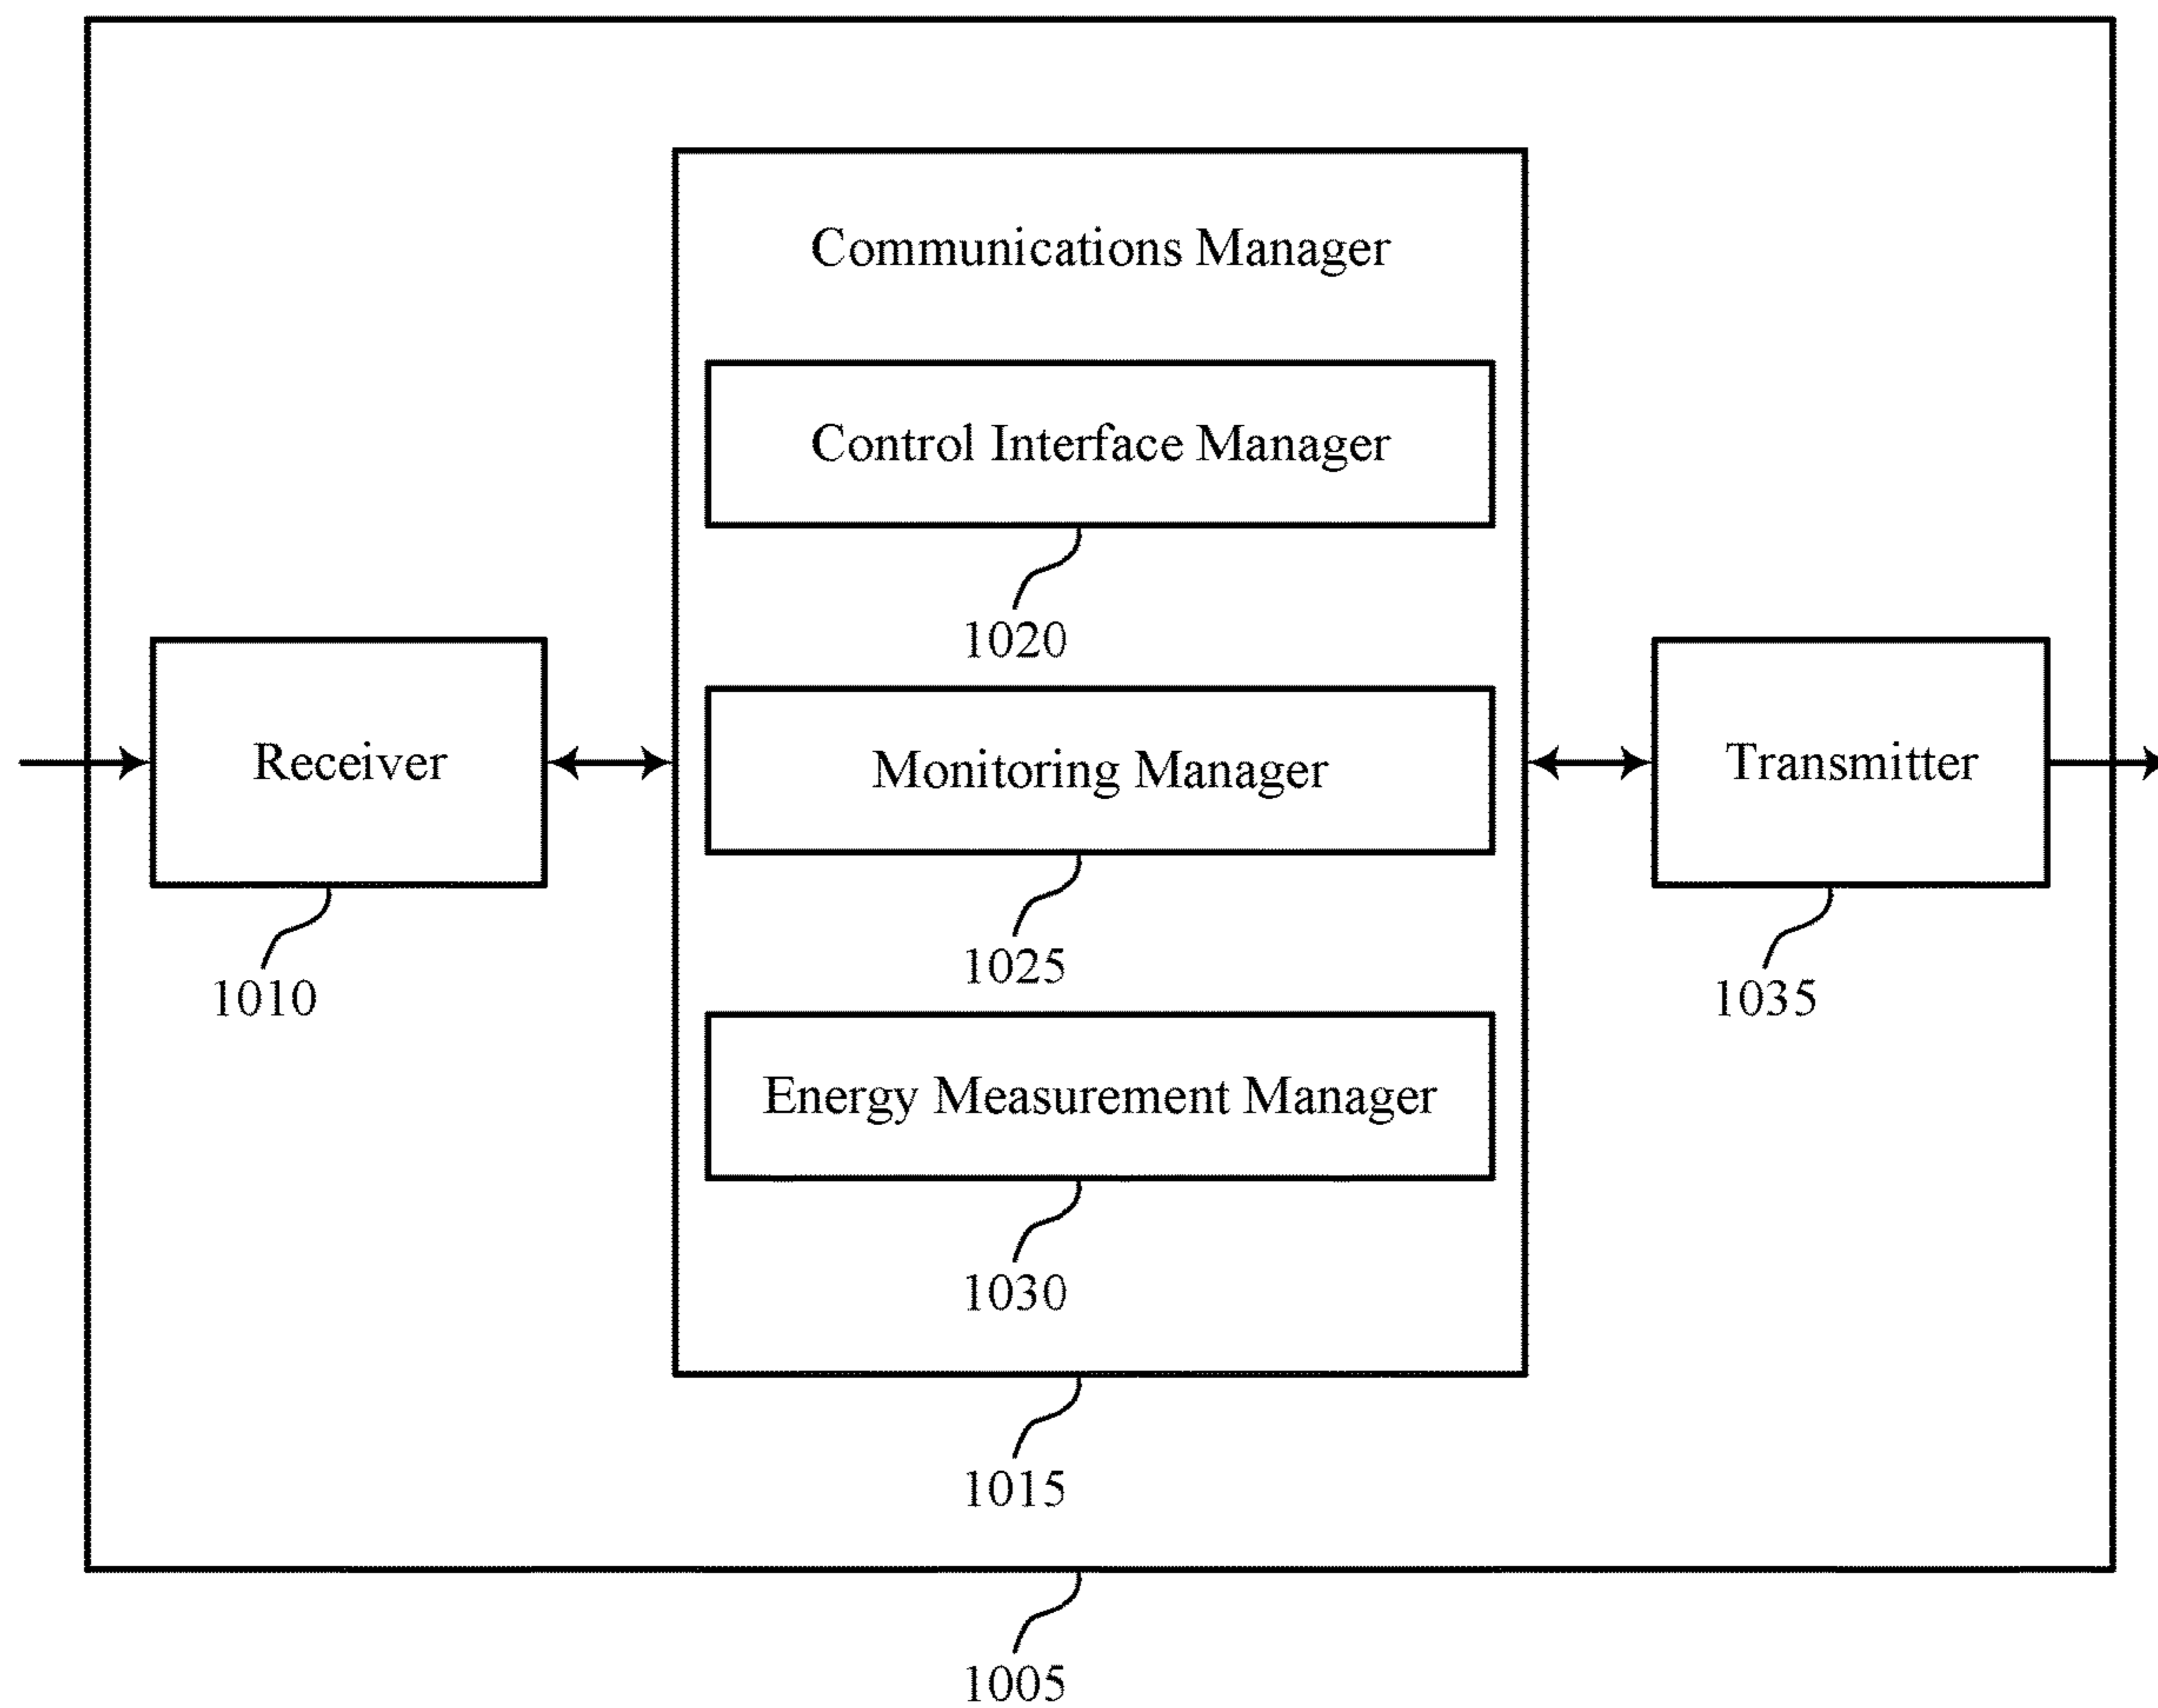 Communications Manager
Control Interface Manager
1020
Receiver
1010
Monitoring Manager
1025
Transmitter
1035
Energy Measurement Manager
1030
1015
1005